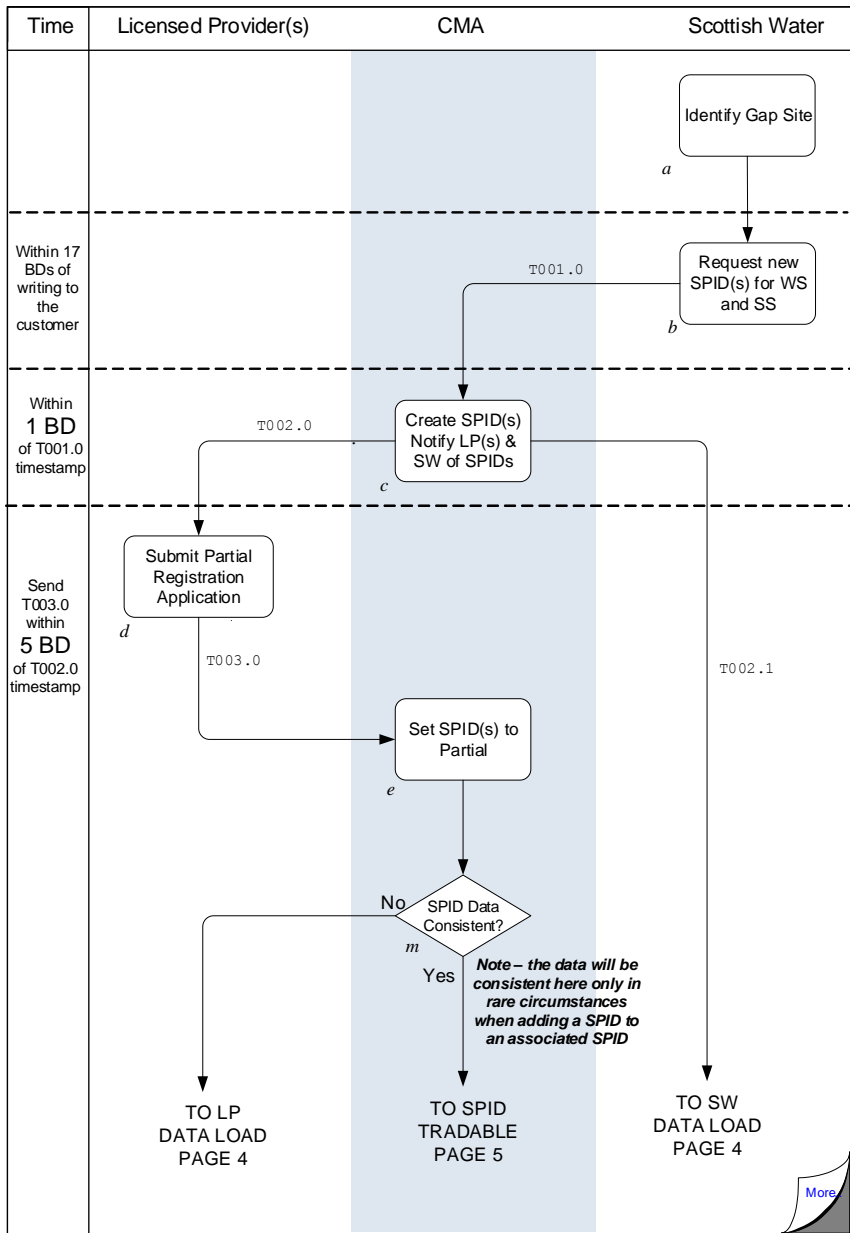 Time
Licensed Provider(s)
CMA
Scottish Water
Identify Gap Site
a
Within 17
BDs of
writing to
the
customer
T001.0
Request new
SPID(s) for WS
and SS
b
Within
1 BD
of T001.0
timestamp
T002.0
Create SPID(s)
Notify LP(s) &
SW of SPIDs
c
Send
T003.0
within
5 BD
of T002.0
timestamp
Submit Partial
Registration
Application
d
T003.0
T002.1
Set SPID(s) to
Partial
e
No
SPID Data
Consistent?
m
Yes
Note – the data will be
consistent here only in
rare circumstances
when adding a SPID to
an associated SPID
TO LP
DATA LOAD
PAGE 4
TO SPID
TRADABLE
PAGE 5
TO SW
DATA LOAD
PAGE 4
More..